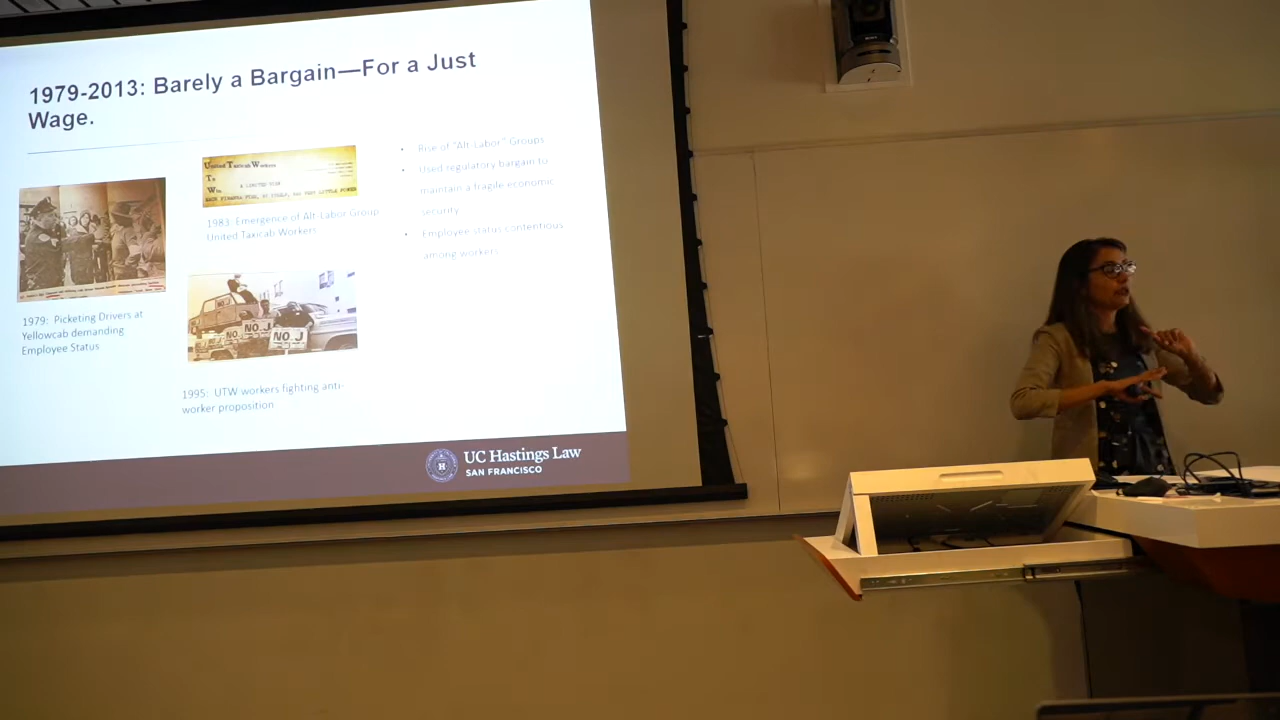 1979-2013: Barely a Bargain—For a Just
Wage.
United Taxicab Workers
1983: Emergence of Alt-Labor Group
United Taxicab Workers
1979: Picketing Drivers at
Yellowcab demanding
Employee Status
NO. J
NO. J
NO. J
1995: UTW workers fighting anti-
worker proposition
• Rise of "Alt-Labor" Groups
• Used regulatory bargain to
maintain a fragile economic
security
• Employee status contentious
among workers
UC Hastings Law
SAN FRANCISCO